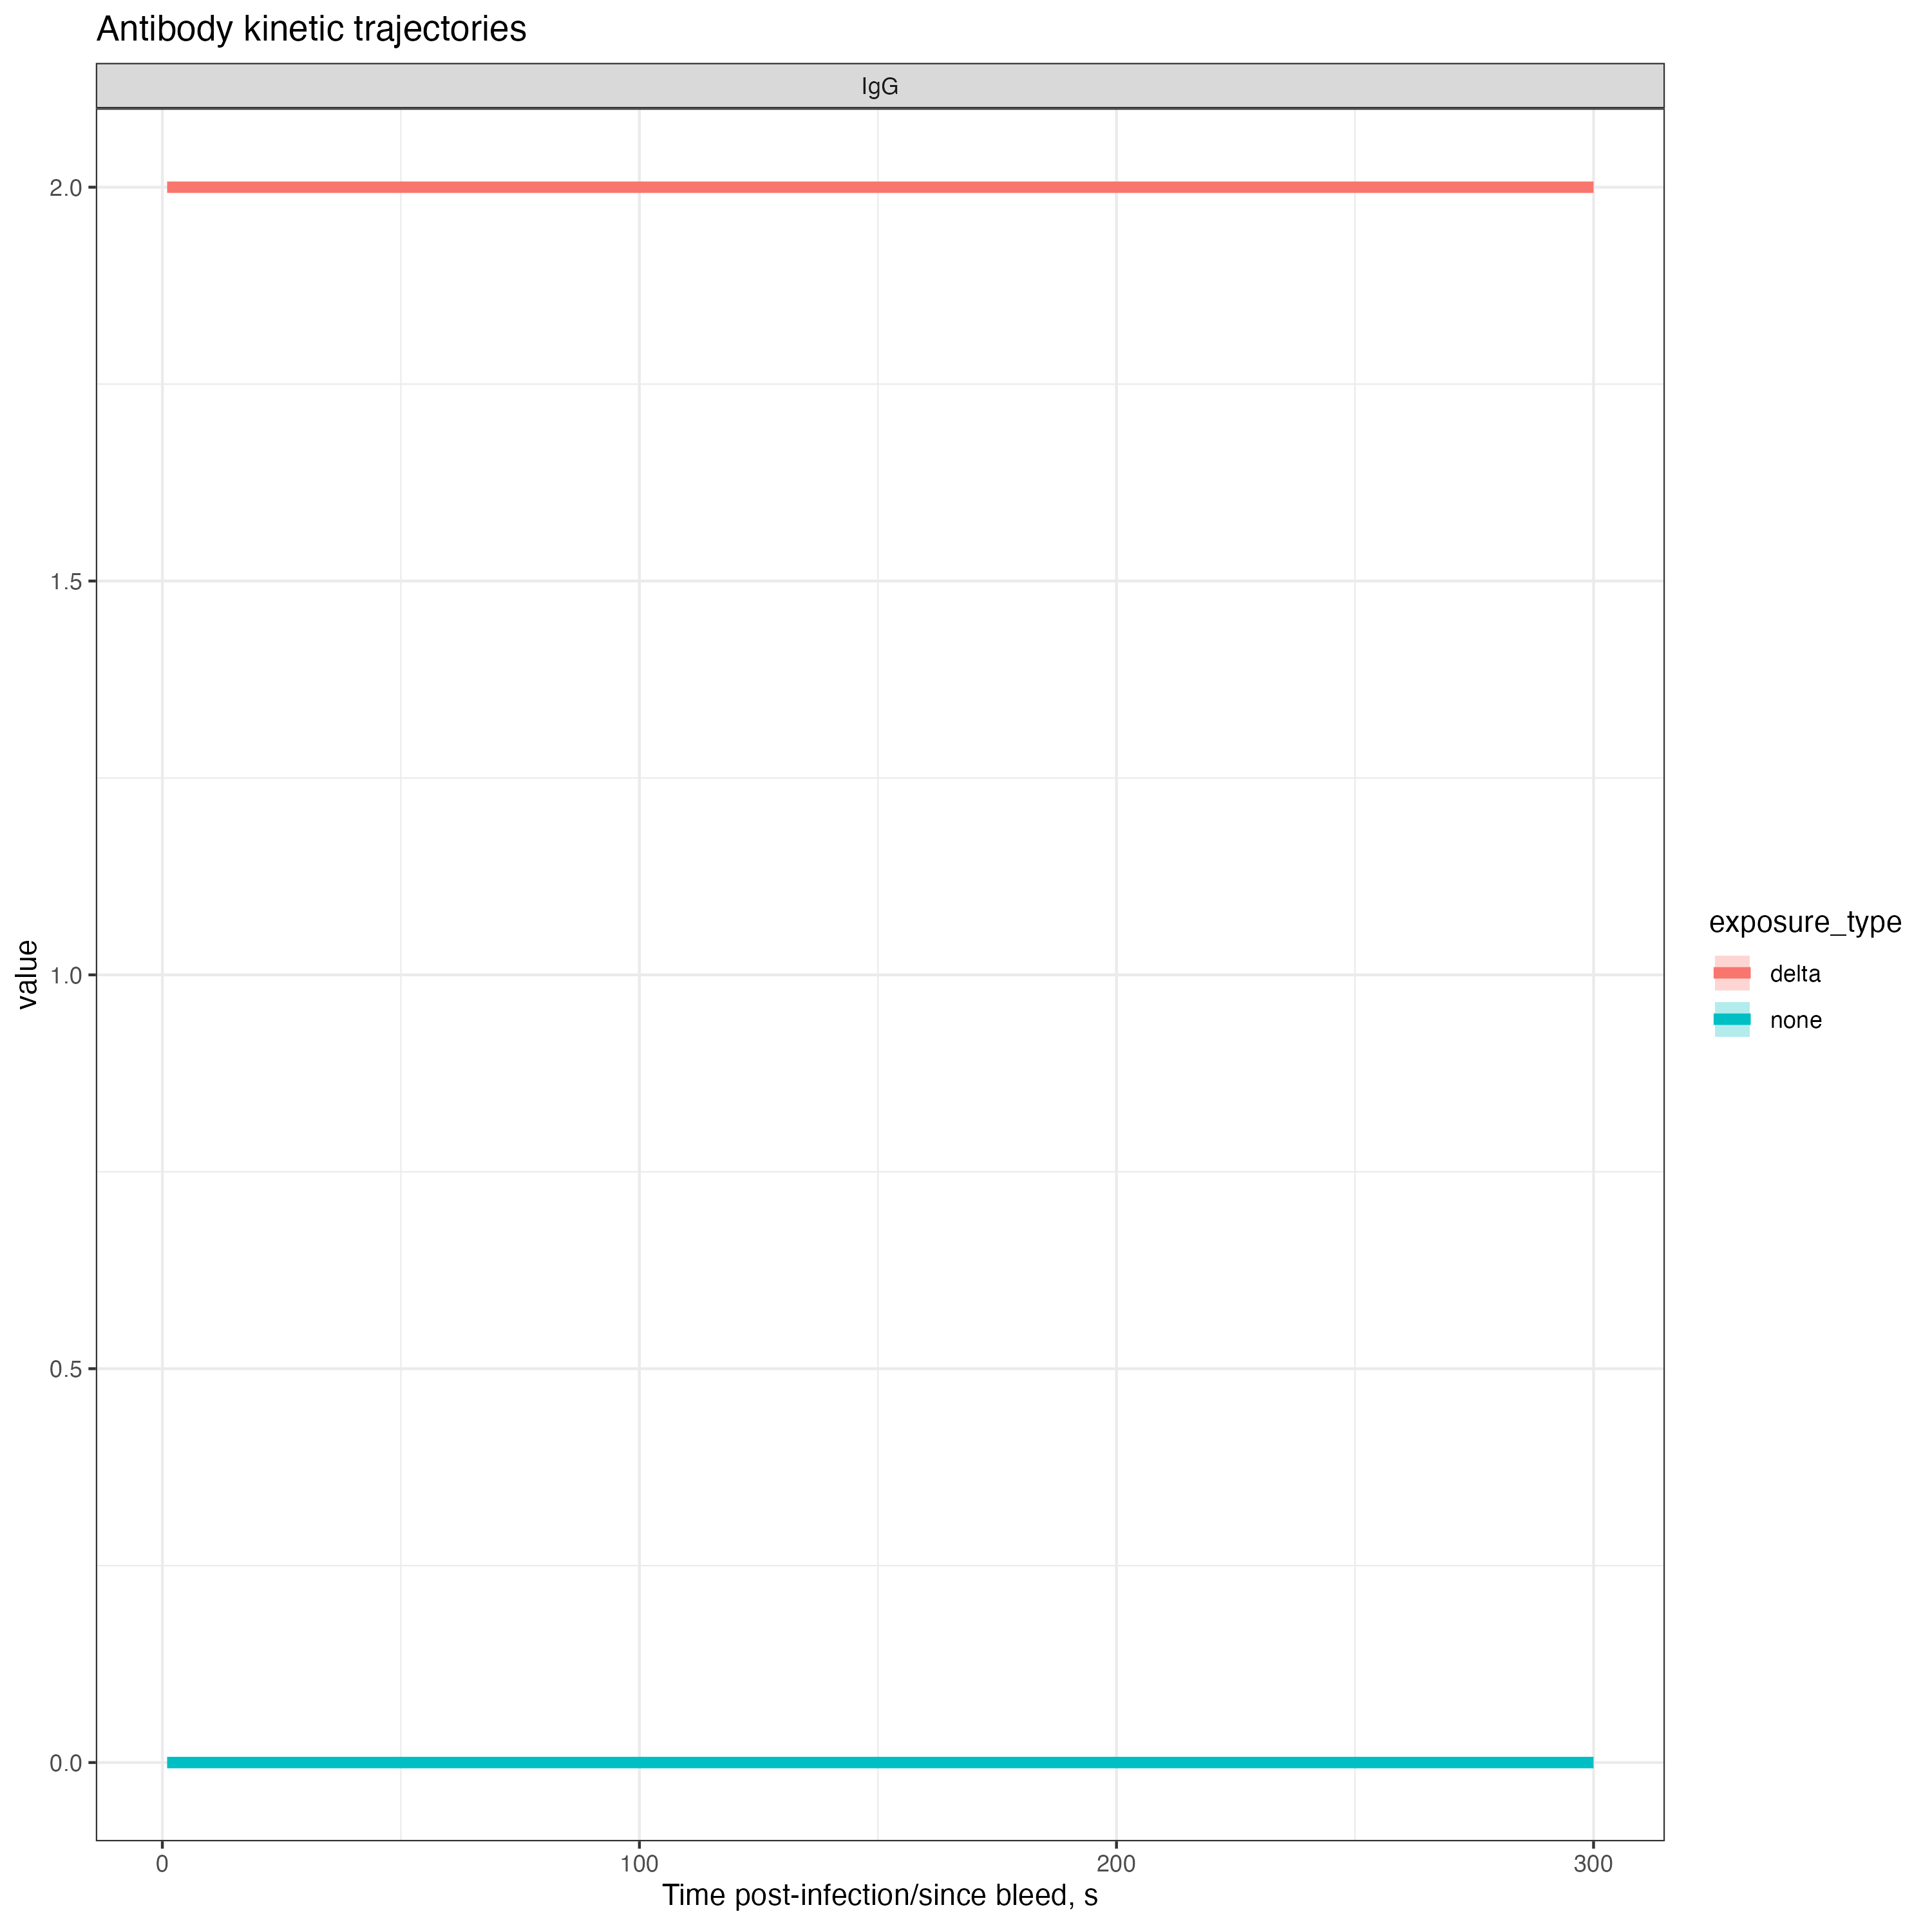 Antibody kinetic trajectories
IgG
2.0
1.5
1.0
0.5
0.0
value
0 100 200 300
Time post-infection/since bleed, s
exposure_type
delta
none